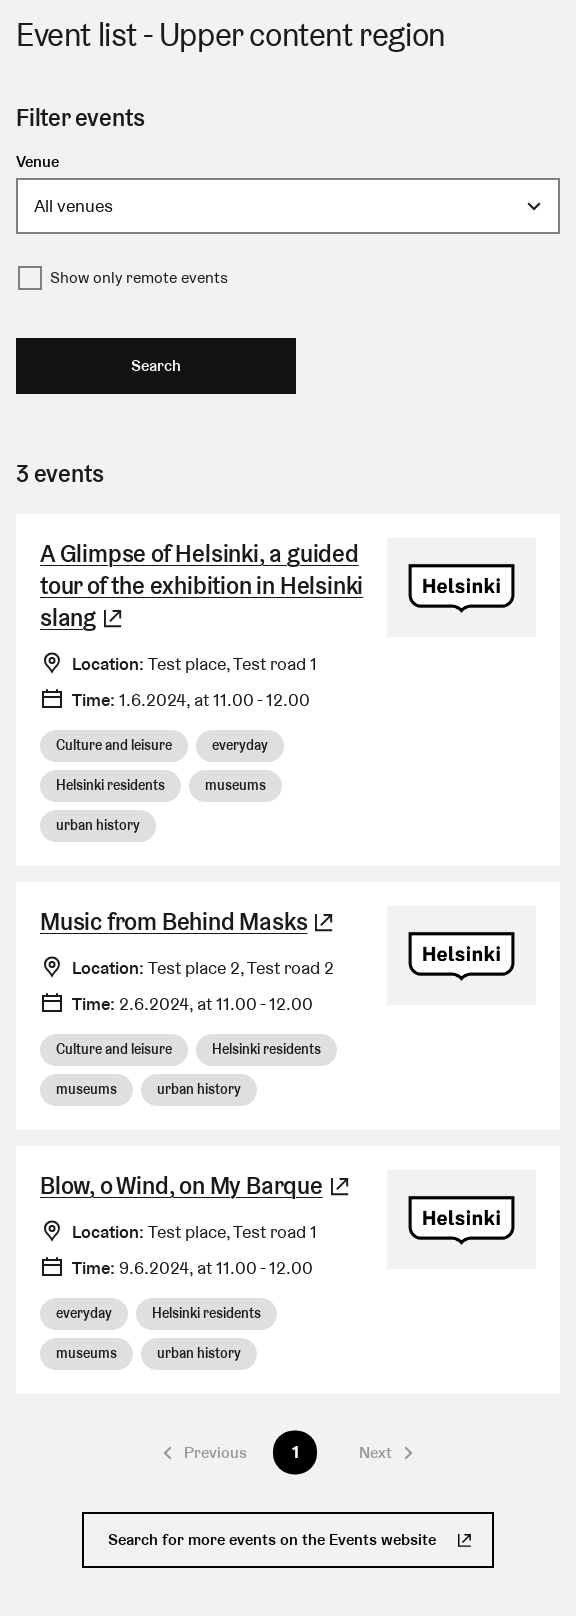 Event list - Upper content region
Filter events
Venue
All venues
Show only remote events
Search
3 events
A Glimpse of Helsinki, a guided
tour of the exhibition in Helsinki
slang
Helsinki
Location: Test place, Test road 1
Time: 1.6.2024, at 11.00 - 12.00
Culture and leisure
everyday
Helsinki residents
museums
urban history
Music from Behind Masks
Helsinki
Location: Test place 2, Test road 2
Time: 2.6.2024, at 11.00 - 12.00
Culture and leisure
Helsinki residents
museums
urban history
Blow, o Wind, on My Barque
Helsinki
Location: Test place, Test road 1
Time: 9.6.2024, at 11.00 - 12.00
everyday
Helsinki residents
museums
urban history
Previous
1
Next
Search for more events on the Events website